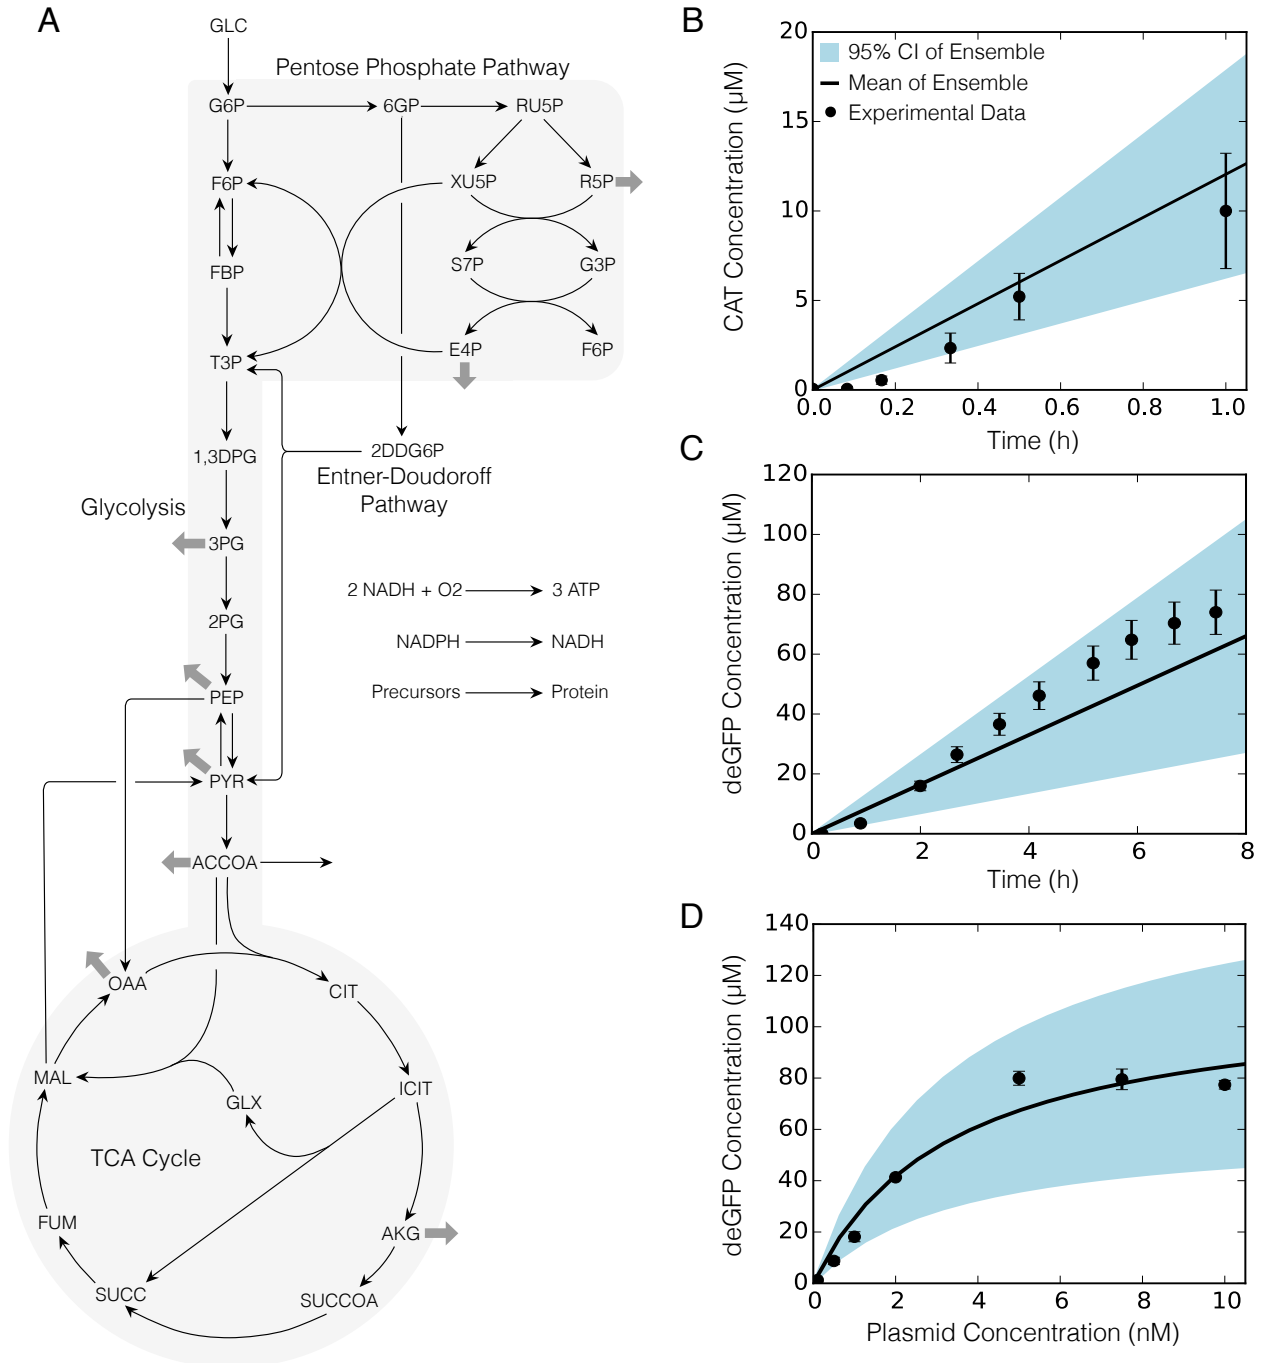 A
GLC
Pentose Phosphate Pathway
G6P
6GP
RU5P
F6P
XU5P
R5P
FBP
S7P
G3P
T3P
E4P
F6P
1,3DPG
2DDG6P
Entner-Doudoroff
Pathway
Glycolysis
3PG
2 NADH + O2
3 ATP
2PG
NADPH
NADH
PEP
Precursors
Protein
PYR
ACCOA
OAA
CIT
MAL
ICIT
GLX
TCA Cycle
FUM
AKG
SUCC
SUCCOA
B
CAT Concentration (µM)
20
15
10
5
0
95% CI of Ensemble
Mean of Ensemble
Experimental Data
0.0
0.2
0.4
0.6
0.8
1.0
Time (h)
C
deGFP Concentration (µM)
120
100
80
60
40
20
0
0
2
4
6
8
Time (h)
D
deGFP Concentration (µM)
140
120
100
80
60
40
20
0
0
2
4
6
8
10
Plasmid Concentration (nM)